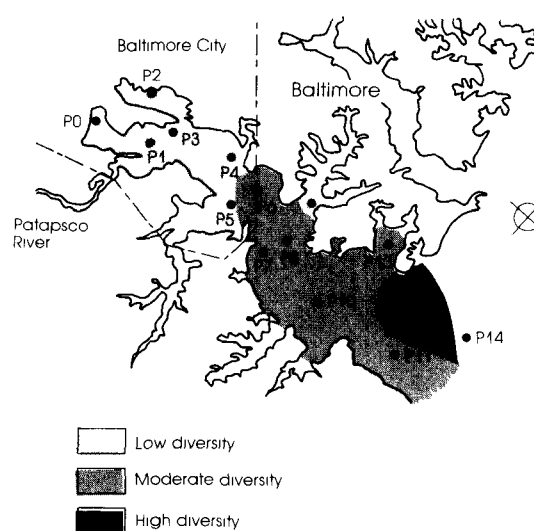 Baltimore City
P2
Baltimore
P0
P3
P1
P4
P5
Patapsco
River
P14
Low diversity
Moderate diversity
High diversity